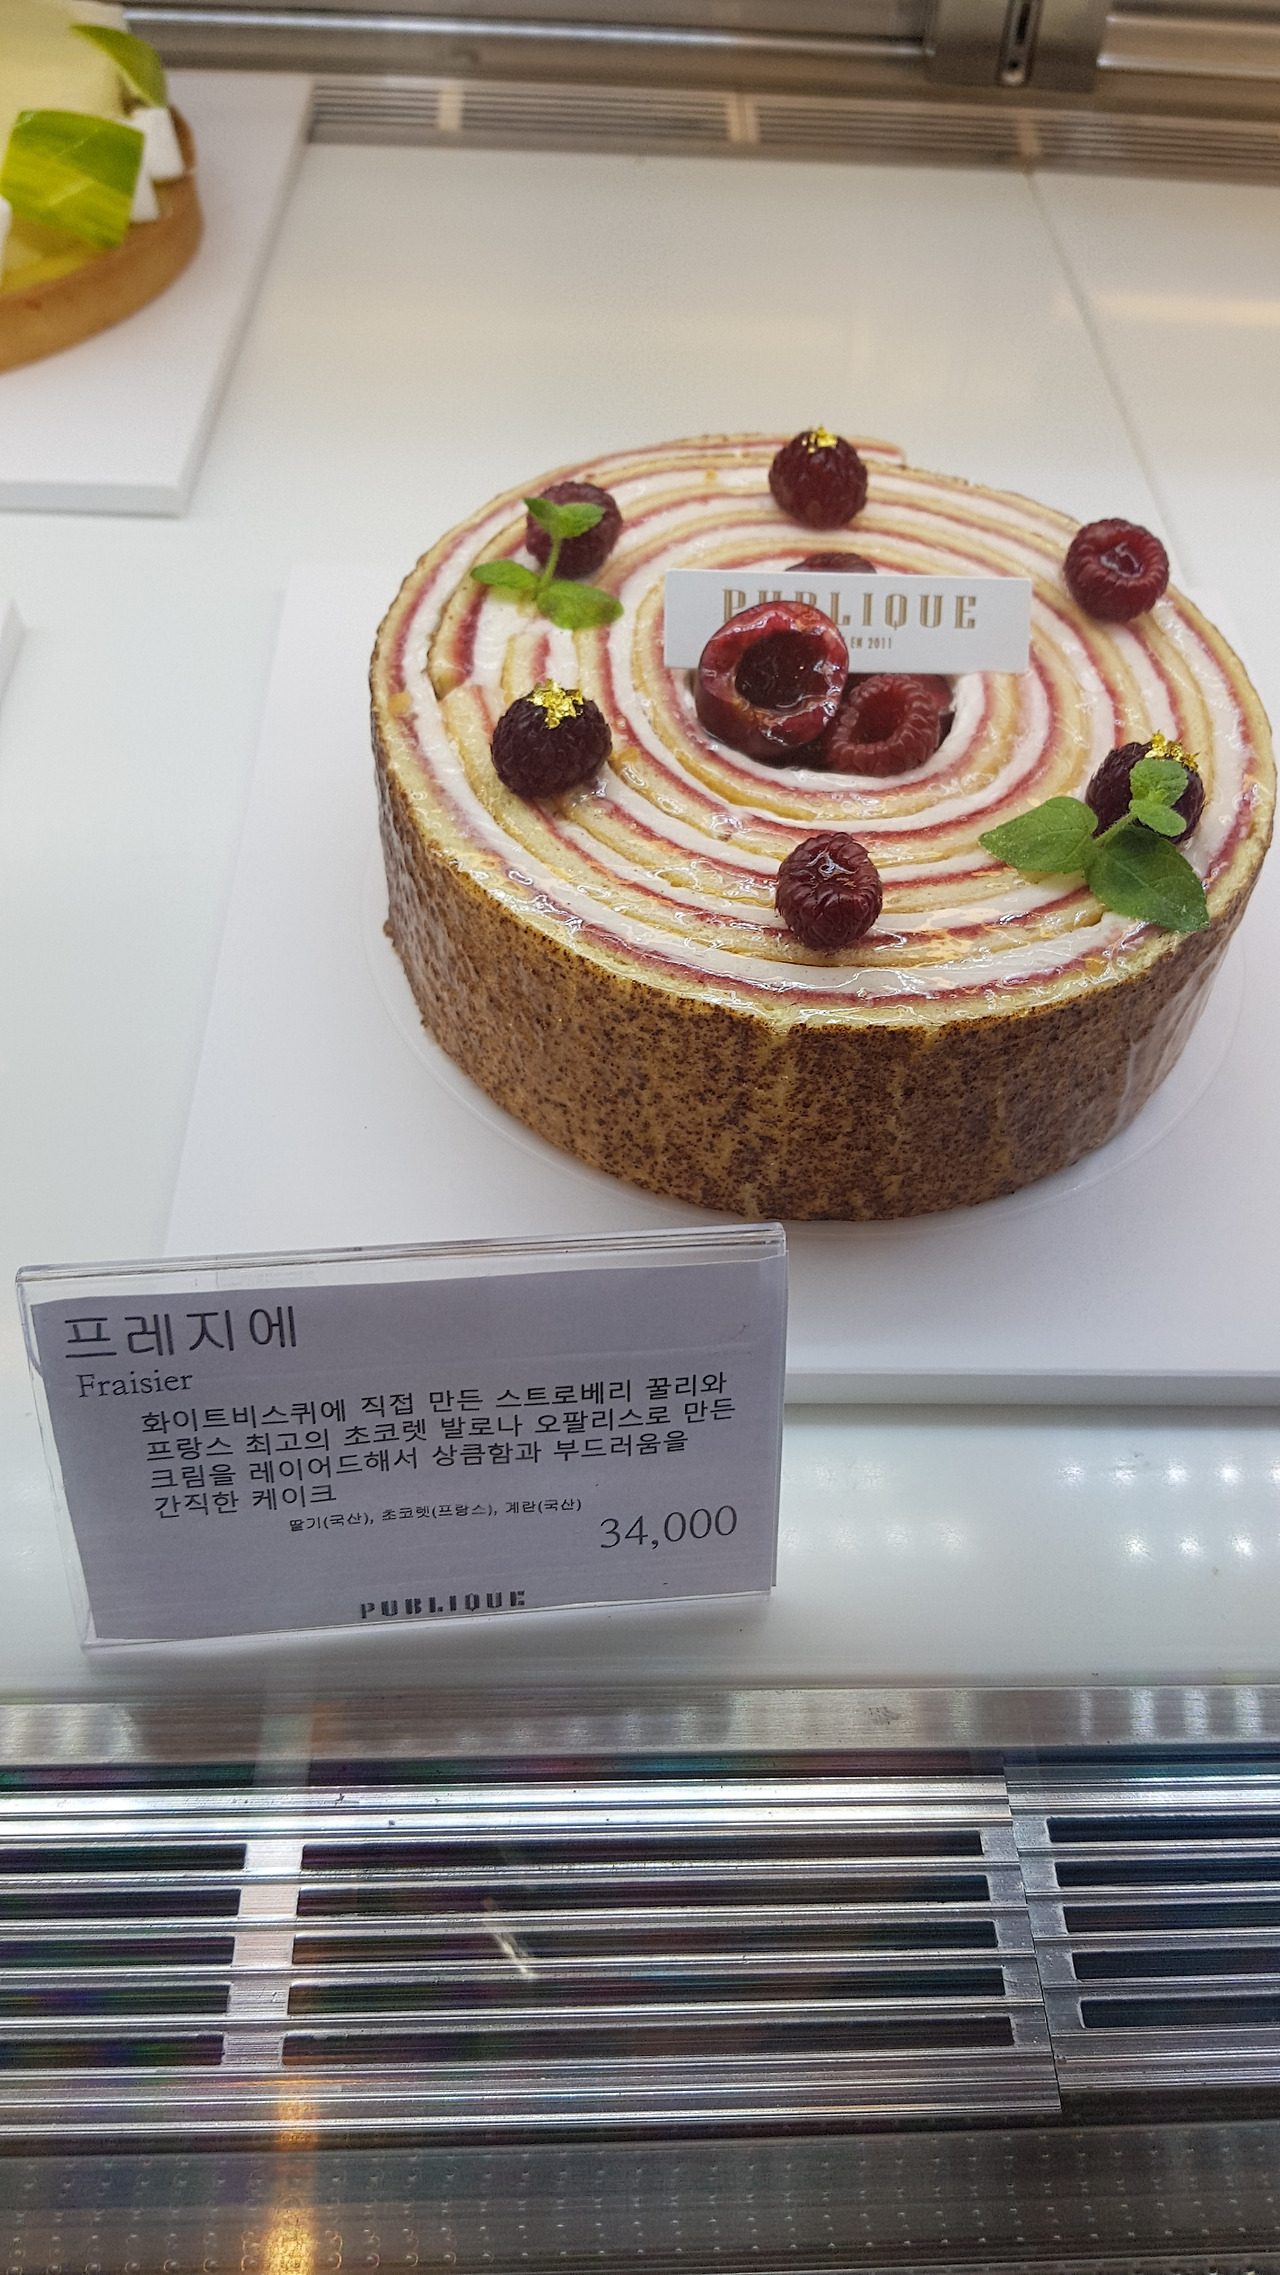 PUBLIQUE
EN 2011
프레지에
Fraisier
화이트비스퀴에 직접 만든 스트로베리 꿀리와
프랑스 최고의 초코렛 발로나 오팔리스로 만든
크림을 레이어드해서 상큼함과 부드러움을
간직한 케이크
딸기(국산), 초코렛(프랑스), 계란(국산)
34,000
PUBLIQUE